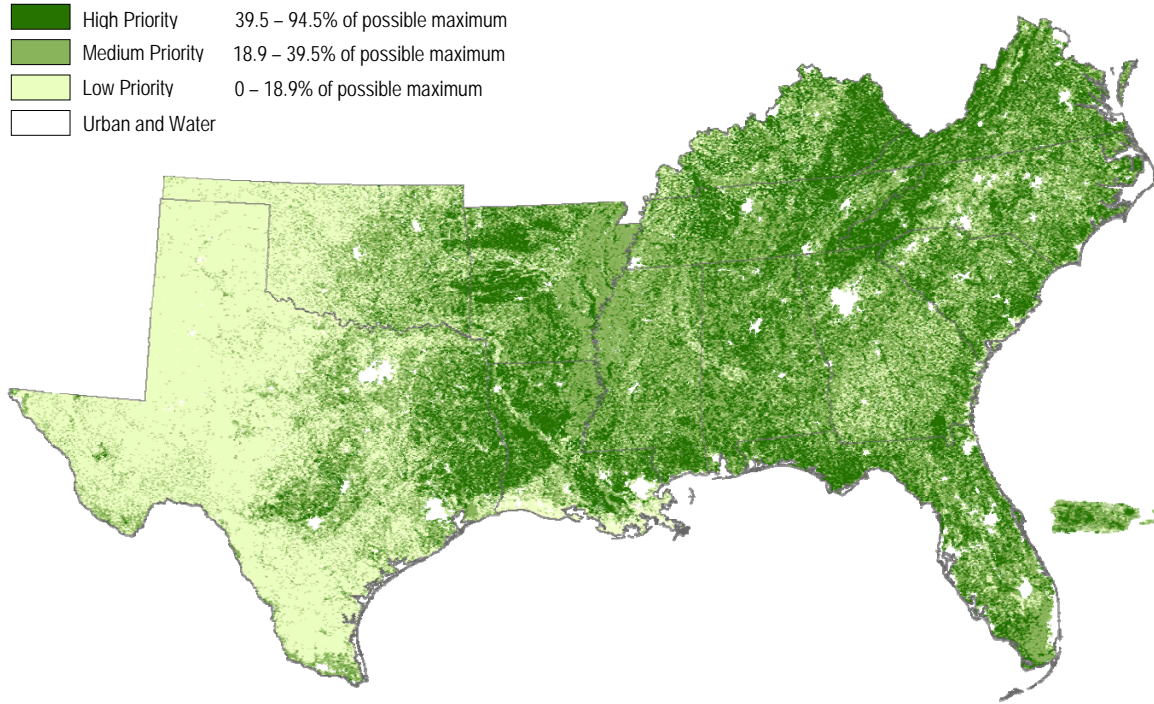 High Priority 39.5 – 94.5% of possible maximum
Medium Priority 18.9 – 39.5% of possible maximum
Low Priority 0 – 18.9% of possible maximum
Urban and Water